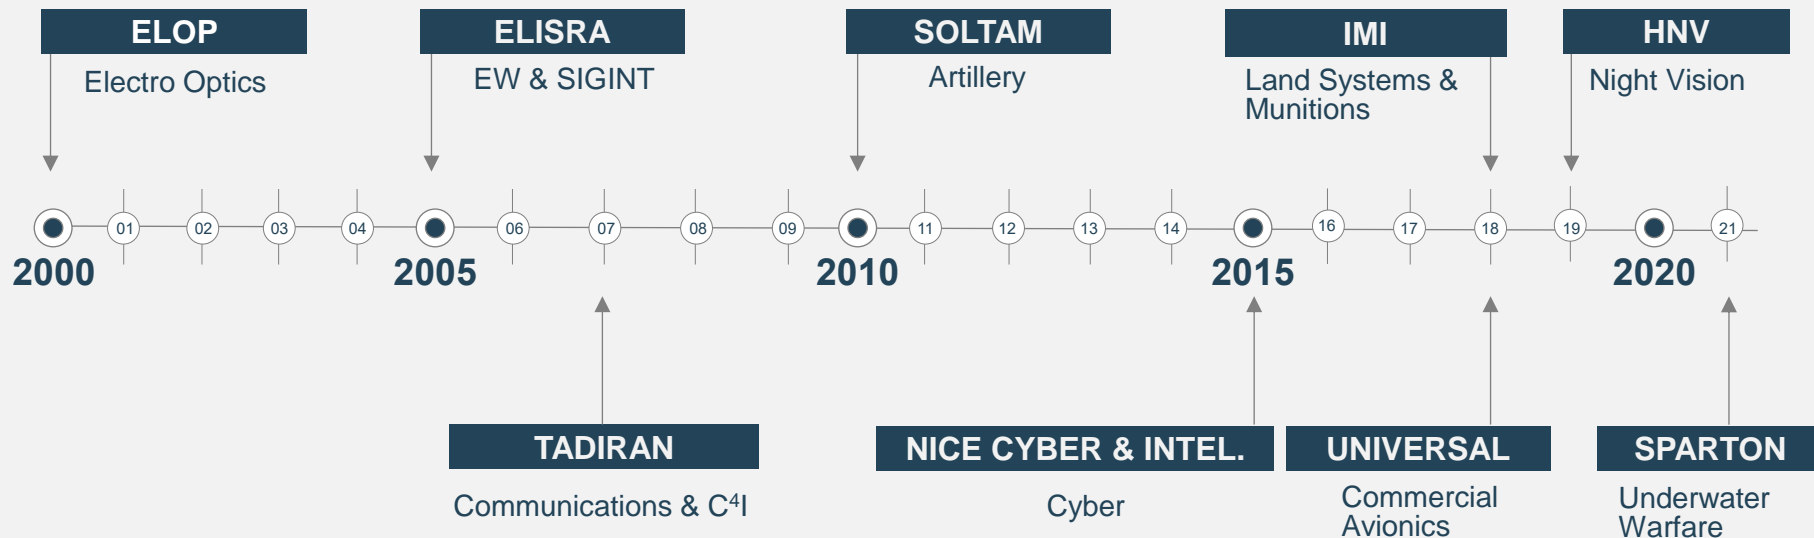 ELOP
Electro Optics
ELISRA
EW & SIGINT
SOLTAM
Artillery
IMI
Land Systems &
Munitions
HNV
Night Vision
01
02
03
04
06
07
08
09
11
12
13
14
16
17
18
19
21
2000
2005
2010
2015
2020
TADIRAN
Communications & C⁴I
NICE CYBER & INTEL.
Cyber
UNIVERSAL
Commercial
Avionics
SPARTON
Underwater
Warfare